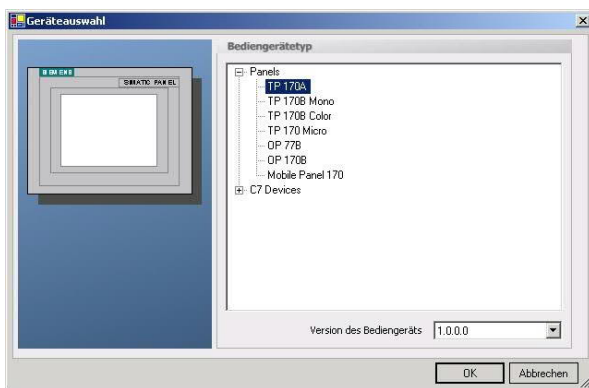 Geräteauswahl
SIEMENS
SIMATIC PANEL
Bediengerätetyp
Panels
TP 170A
TP 170B Mono
TP 170B Color
TP 170 Micro
OP 77B
OP 170B
Mobile Panel 170
C7 Devices
Version des Bediengeräts
1.0.0.0
OK
Abbrechen